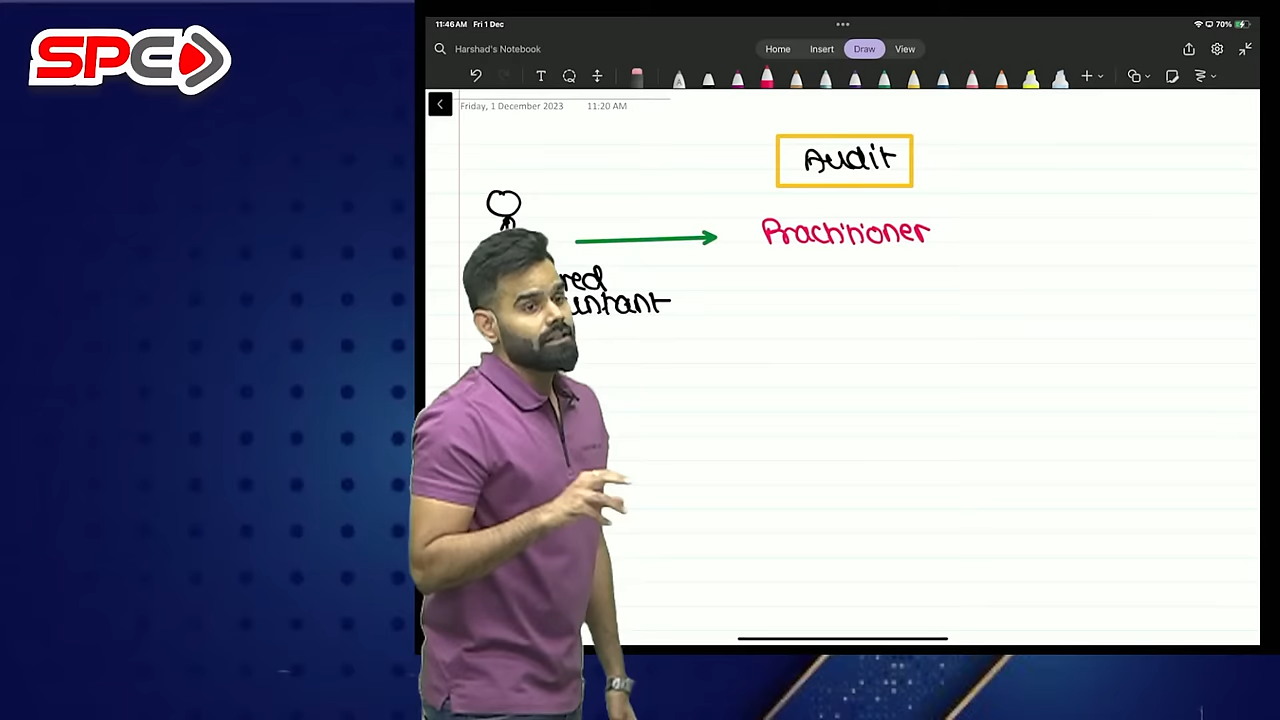 SPC
11:46 AM Fri 1 Dec
70%
Harshad's Notebook
Home Insert Draw View
Friday, 1 December 2023 11:20 AM
Audit
Practitioner
red
untant